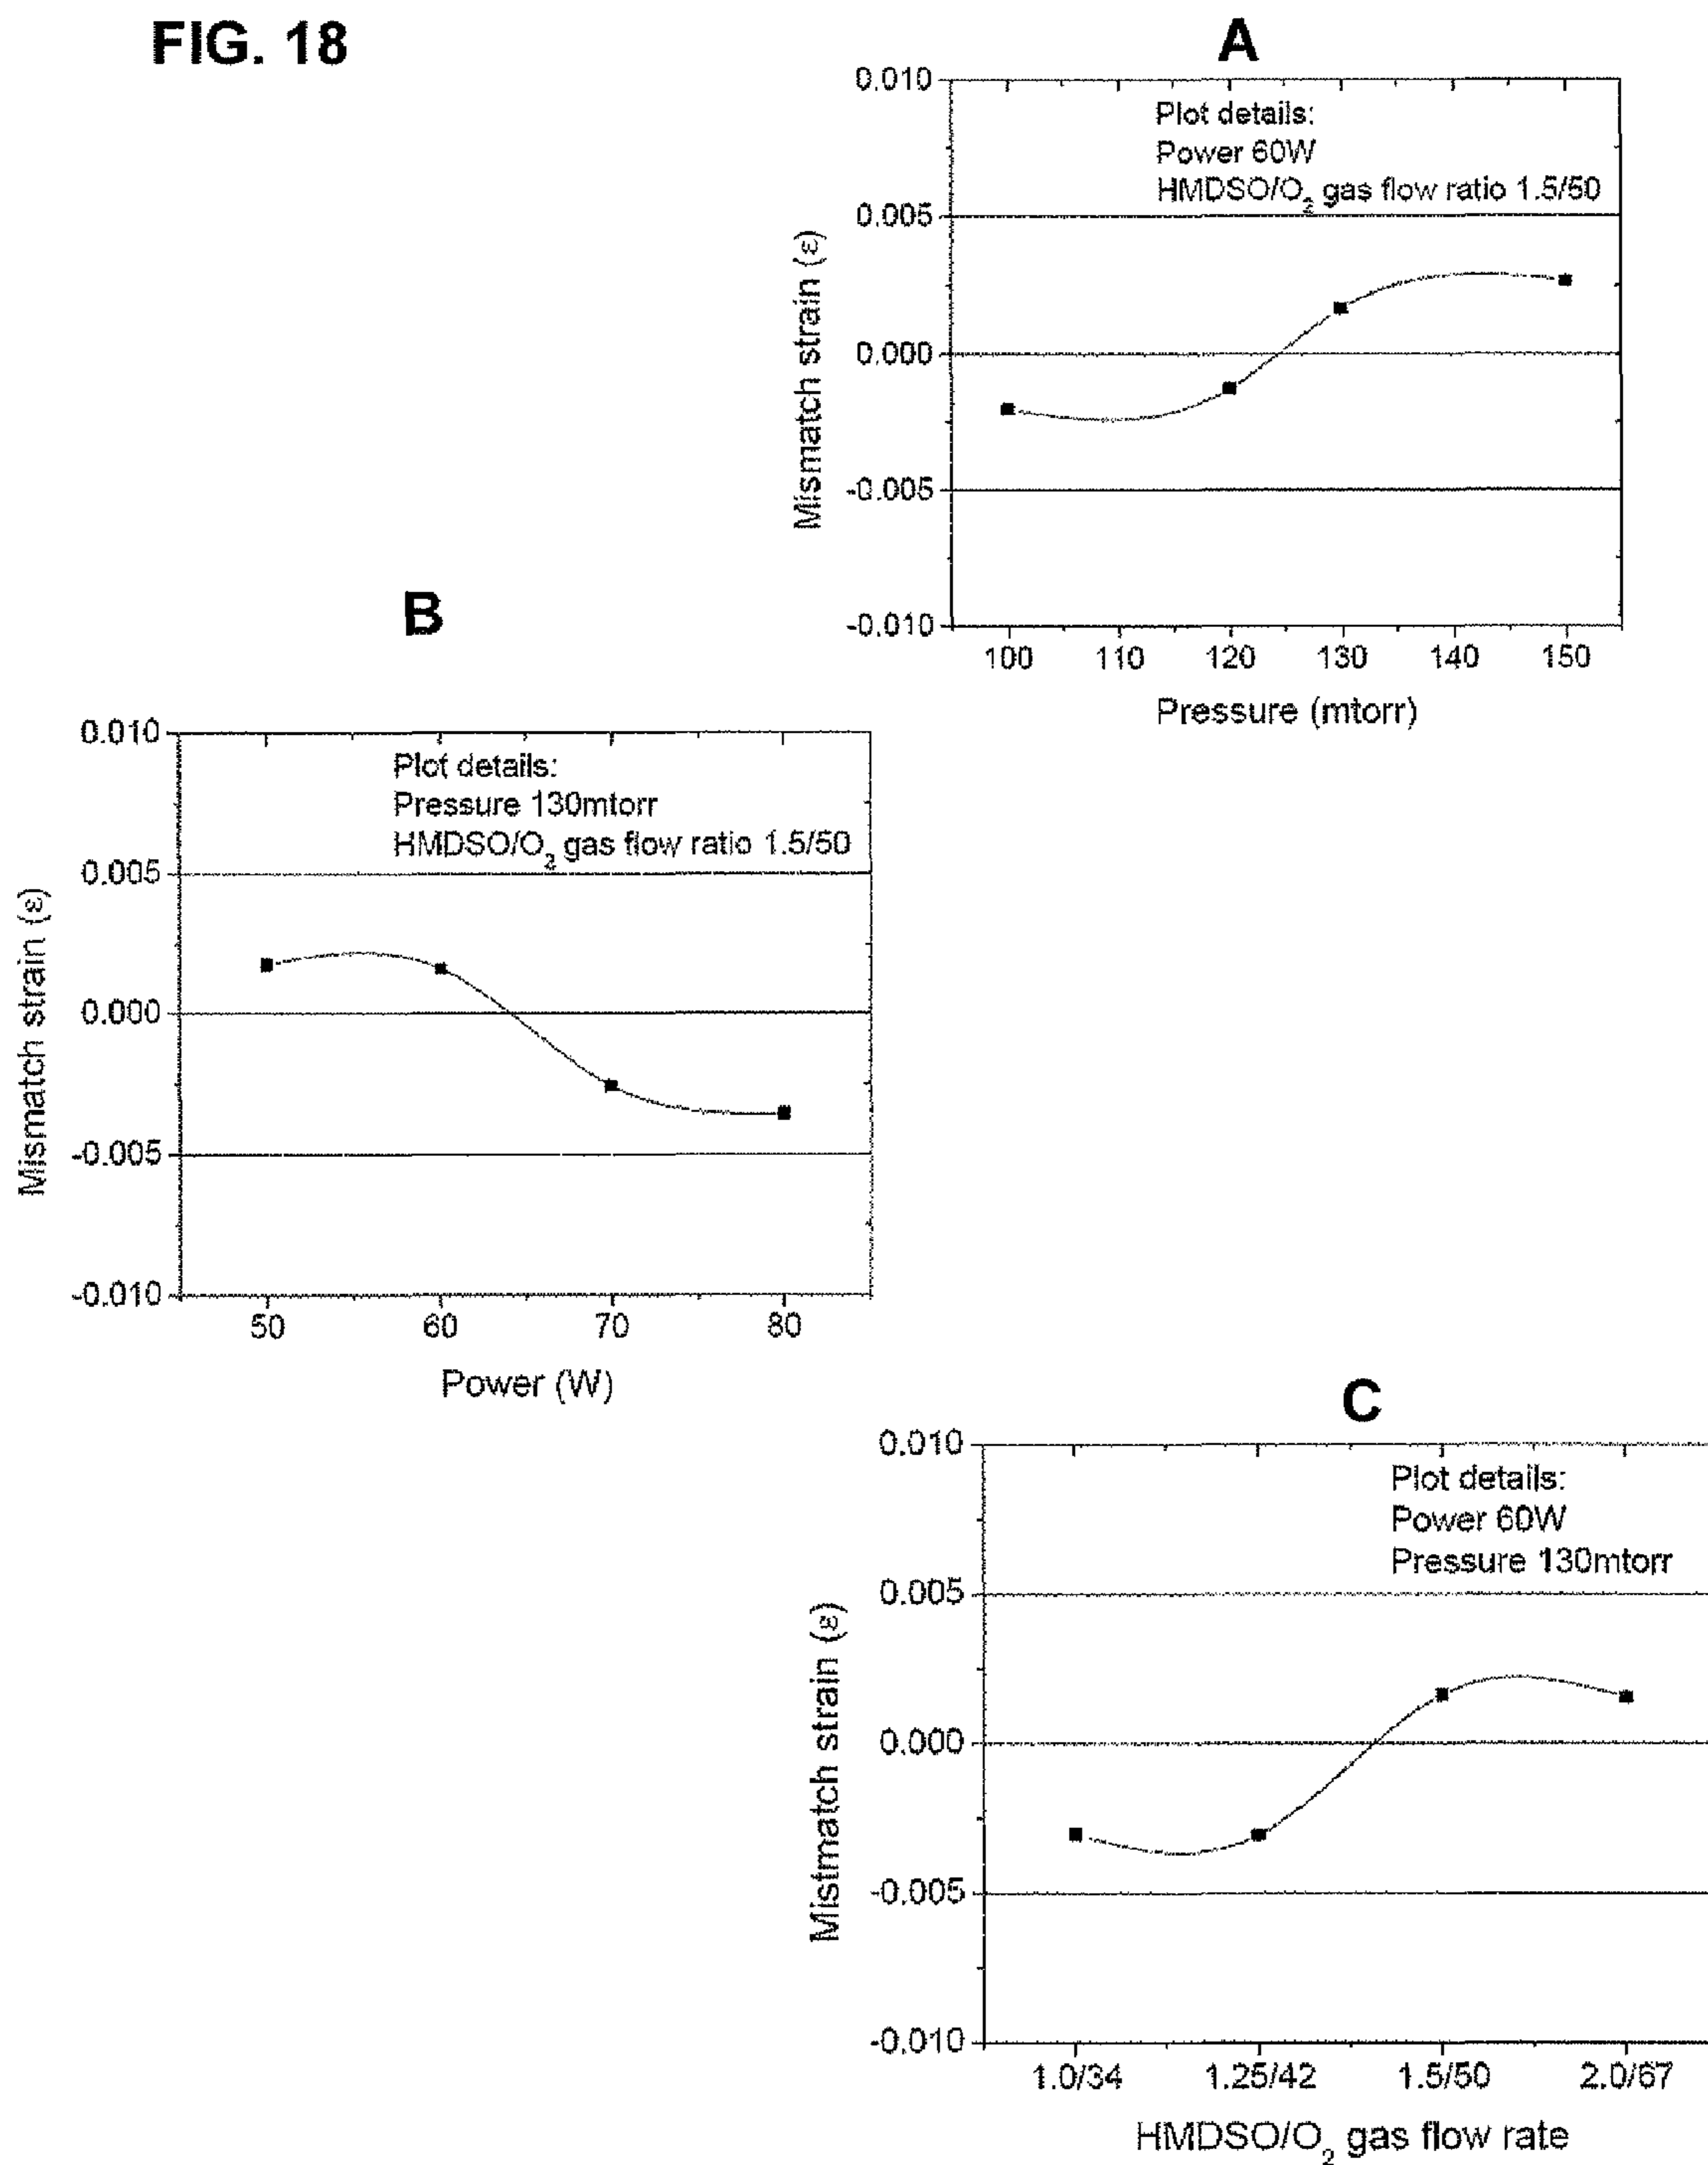 FIG. 18
A
0.010
0.005
0.000
-0.005
-0.010
Mismatch strain (ε)
Plot details:
Power 60W
HMDSO/O₂ gas flow ratio 1.5/50
100 110 120 130 140 150
Pressure (mtorr)
B
0.010
0.005
0.000
-0.005
-0.010
Mismatch strain (ε)
Plot details:
Pressure 130mtorr
HMDSO/O₂ gas flow ratio 1.5/50
50 60 70 80
Power (W)
C
0.010
0.005
0.000
-0.005
-0.010
Mistmatch strain (ε)
Plot details:
Power 60W
Pressure 130mtorr
1.0/34 1.25/42 1.5/50 2.0/67
HMDSO/O₂ gas flow rate